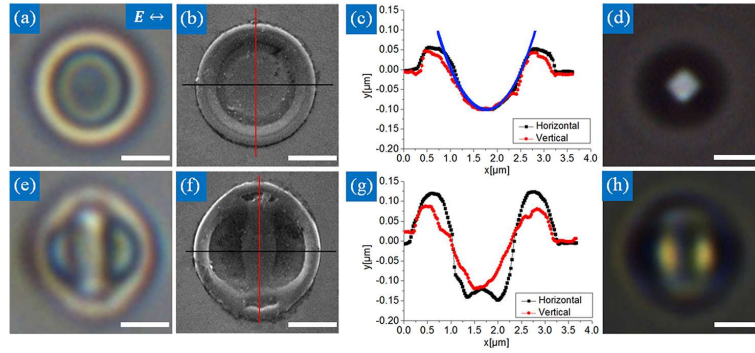 (a)
E ↔
(b)
(c)
y[μm]
0.15
0.10
0.05
0.00
-0.05
-0.10
-0.15
-0.20
Horizontal
Vertical
0.0 0.5 1.0 1.5 2.0 2.5 3.0 3.5 4.0
x[μm]
(d)
(e)
(f)
(g)
y[μm]
0.15
0.10
0.05
0.00
-0.05
-0.10
-0.15
-0.20
Horizontal
Vertical
0.0 0.5 1.0 1.5 2.0 2.5 3.0 3.5 4.0
x[μm]
(h)